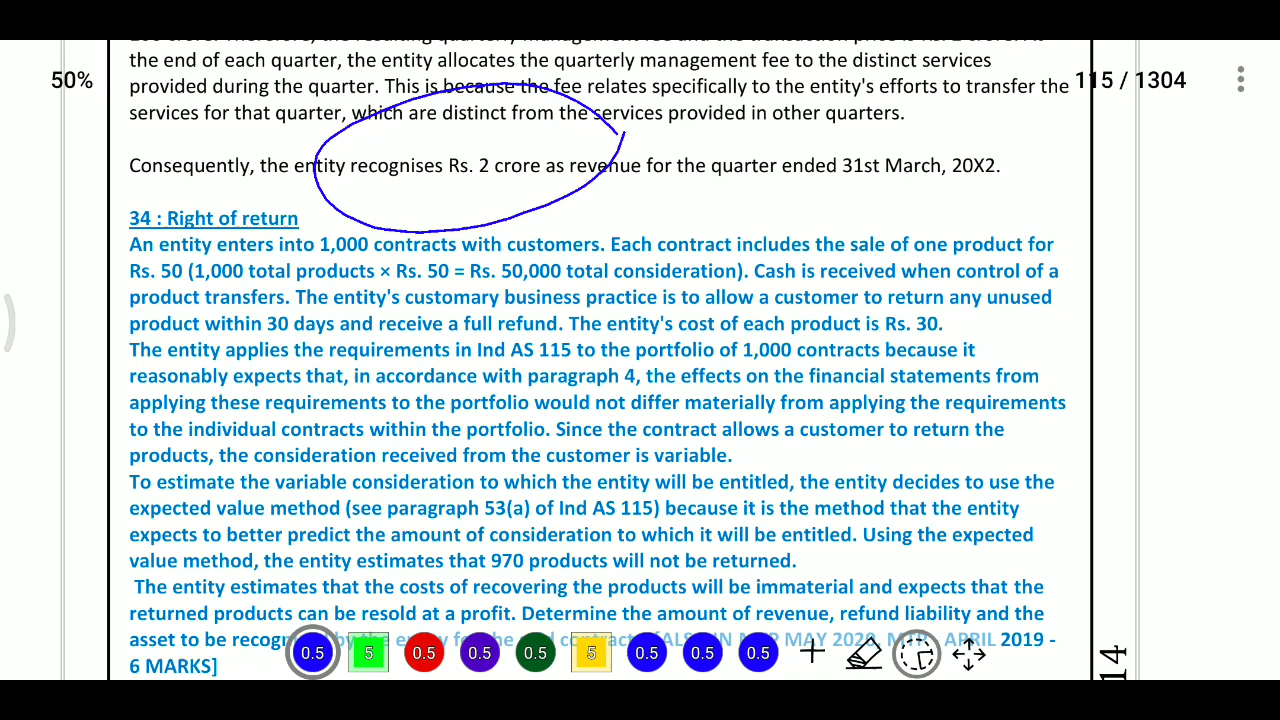 the end of each quarter, the entity allocates the quarterly management fee to the distinct services
50%
provided during the quarter. This is because the fee relates specifically to the entity's efforts to transfer the
115 / 1304
services for that quarter, which are distinct from the services provided in other quarters.
Consequently, the entity recognises Rs. 2 crore as revenue for the quarter ended 31st March, 20X2.
34 : Right of return
An entity enters into 1,000 contracts with customers. Each contract includes the sale of one product for
Rs. 50 (1,000 total products × Rs. 50 = Rs. 50,000 total consideration). Cash is received when control of a
product transfers. The entity's customary business practice is to allow a customer to return any unused
product within 30 days and receive a full refund. The entity's cost of each product is Rs. 30.
The entity applies the requirements in Ind AS 115 to the portfolio of 1,000 contracts because it
reasonably expects that, in accordance with paragraph 4, the effects on the financial statements from
applying these requirements to the portfolio would not differ materially from applying the requirements
to the individual contracts within the portfolio. Since the contract allows a customer to return the
products, the consideration received from the customer is variable.
To estimate the variable consideration to which the entity will be entitled, the entity decides to use the
expected value method (see paragraph 53(a) of Ind AS 115) because it is the method that the entity
expects to better predict the amount of consideration to which it will be entitled. Using the expected
value method, the entity estimates that 970 products will not be returned.
The entity estimates that the costs of recovering the products will be immaterial and expects that the
returned products can be resold at a profit. Determine the amount of revenue, refund liability and the
asset to be by the for MAY APRIL 2019 -
6 MARKS]
0.5 5 0.5 0.5 0.5 5 0.5 0.5 0.5
14